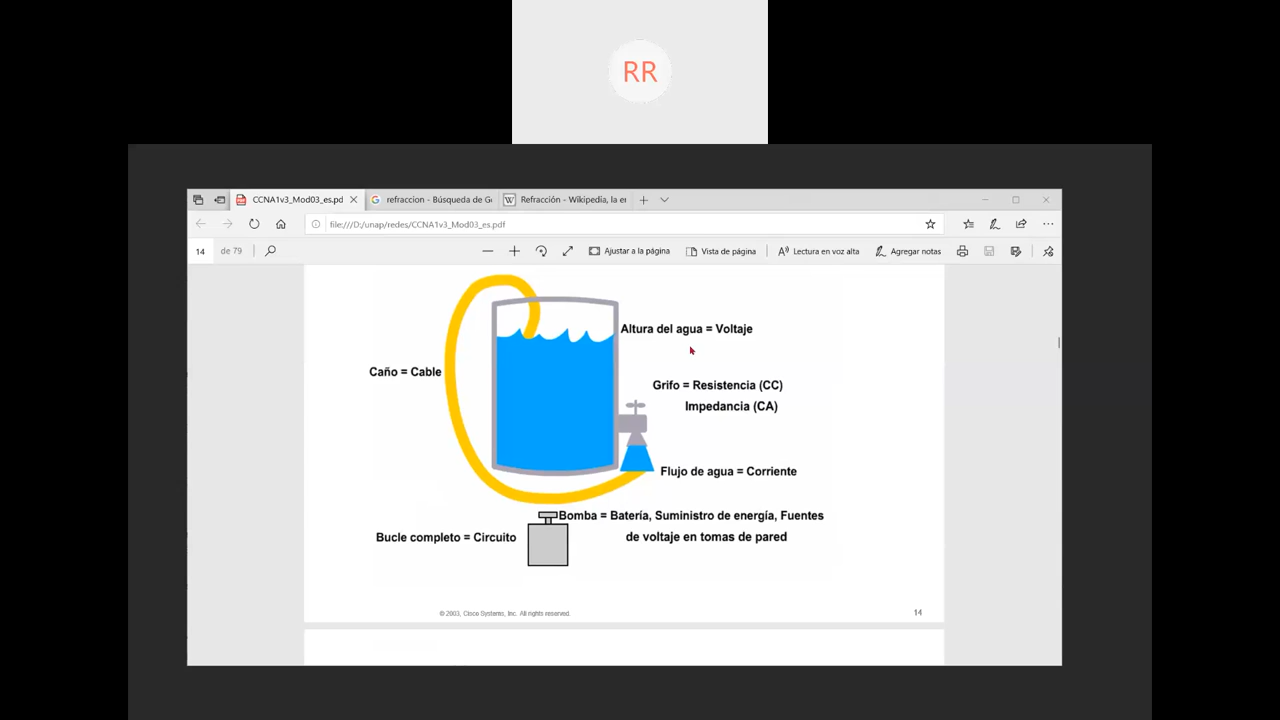 RR
CCNA1v3_Mod03_es.pd
refraccion - Búsqueda de G
Refracción - Wikipedia, la e
file:///D:/unap/redes/CCNA1v3_Mod03_es.pdf
14 de 79
Ajustar a la página
Vista de página
Lectura en voz alta
Agregar notas
Altura del agua = Voltaje
Caño = Cable
Grifo = Resistencia (CC)
Impedancia (CA)
Flujo de agua = Corriente
Bomba = Batería, Suministro de energía, Fuentes
de voltaje en tomas de pared
Bucle completo = Circuito
© 2003, Cisco Systems, Inc. All rights reserved.
14